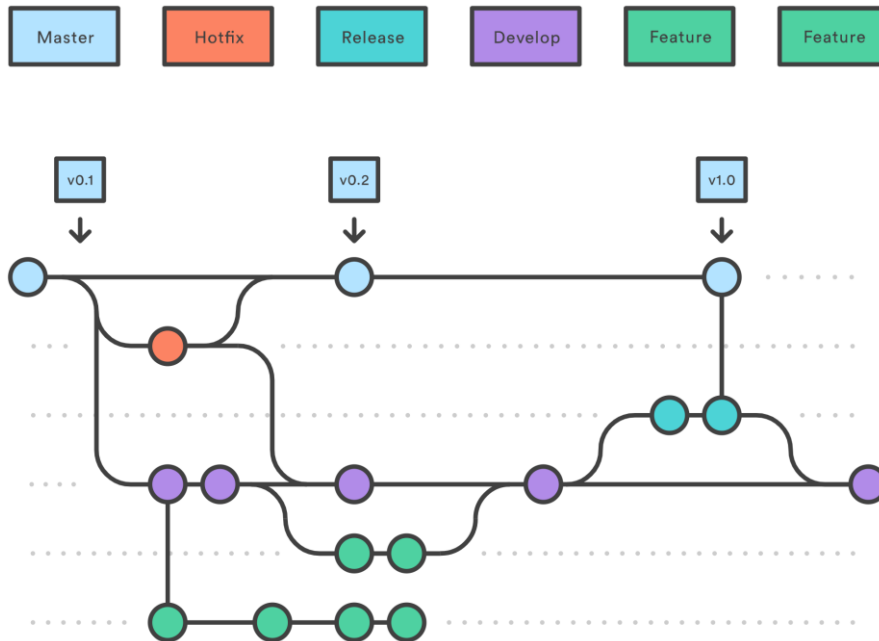 Master
Hotfix
Release
Develop
Feature
Feature
v0.1
v0.2
v1.0